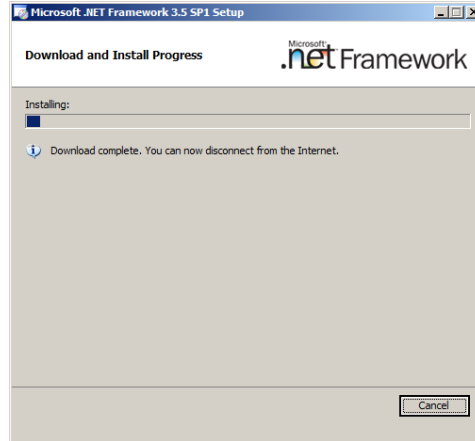 Microsoft .NET Framework 3.5 SP1 Setup
Download and Install Progress
Microsoft
.net Framework
Installing:
Download complete. You can now disconnect from the Internet.
Cancel